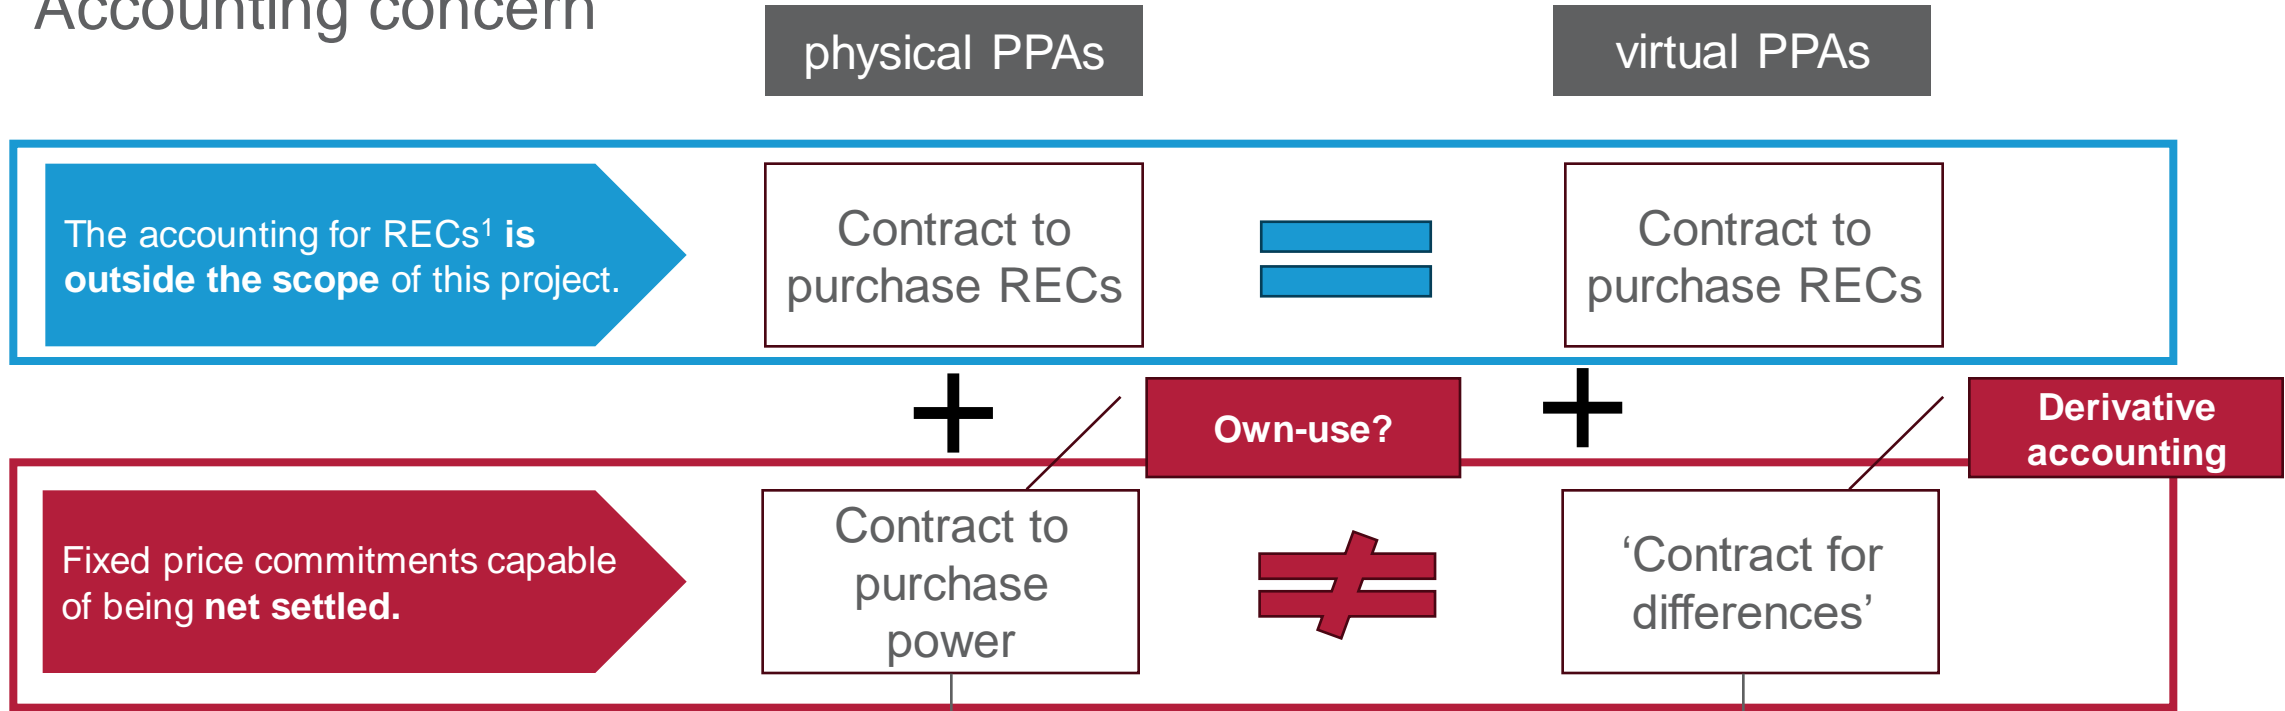 Accounting concern
physical PPAs
virtual PPAs
The accounting for RECs¹ is
outside the scope of this project.
Contract to
purchase RECs
Contract to
purchase RECs
Own-use?
Derivative
accounting
Fixed price commitments capable
of being net settled.
Contract to
purchase
power
‘Contract for
differences’